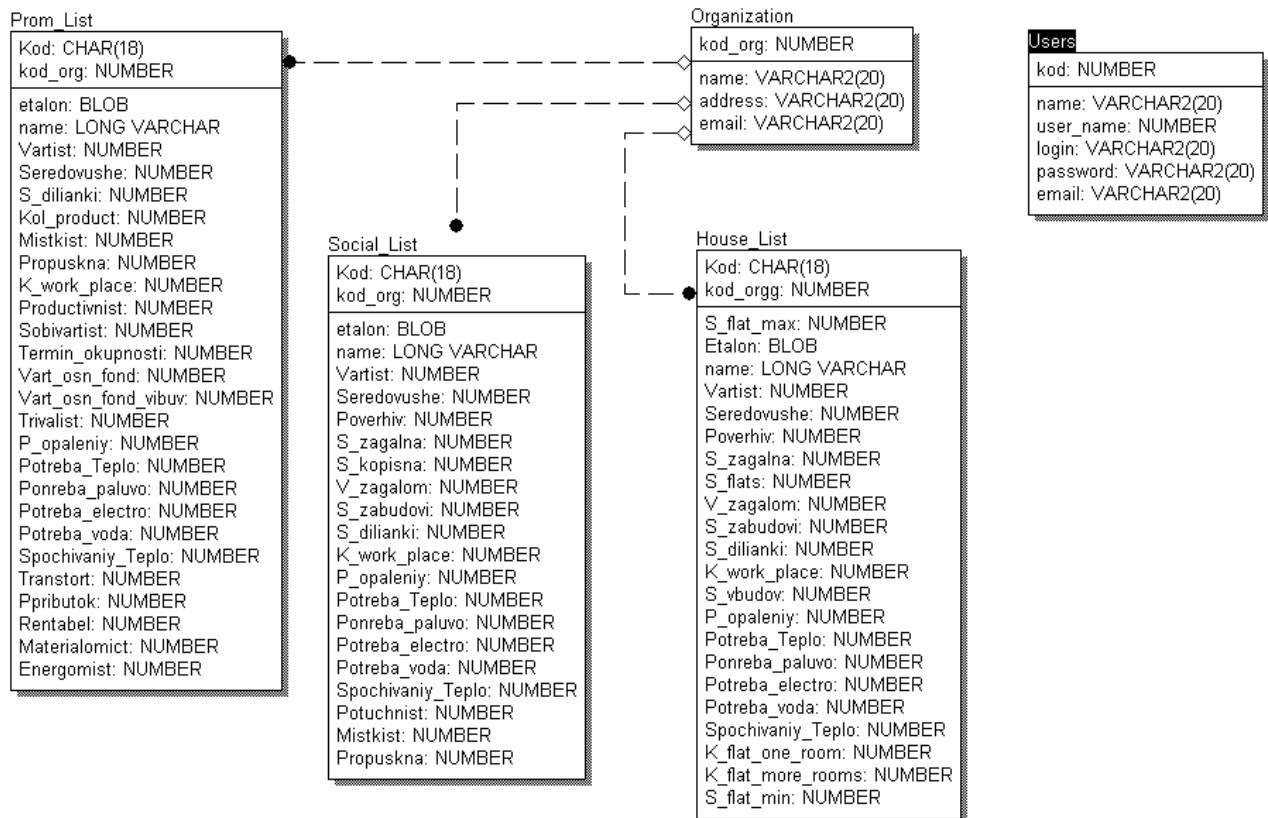 Prom_List
Kod: CHAR(18)
kod_org: NUMBER
etalon: BLOB
name: LONG VARCHAR
Vartist: NUMBER
Seredovushe: NUMBER
S_dilianki: NUMBER
Kol_product: NUMBER
Mistkist: NUMBER
Propuskna: NUMBER
K_work_place: NUMBER
Productivnist: NUMBER
Sobivartist: NUMBER
Termin_okupnosti: NUMBER
Vart_osn_fond: NUMBER
Vart_osn_fond_vibuv: NUMBER
Trivalist: NUMBER
P_opaleniy: NUMBER
Potreba_Teplo: NUMBER
Ponreba_paluvo: NUMBER
Potreba_electro: NUMBER
Potreba_voda: NUMBER
Spochivaniy_Teplo: NUMBER
Transtort: NUMBER
Ppributok: NUMBER
Rentabel: NUMBER
Materialomict: NUMBER
Energomist: NUMBER
Social_List
Kod: CHAR(18)
kod_org: NUMBER
etalon: BLOB
name: LONG VARCHAR
Vartist: NUMBER
Seredovushe: NUMBER
Poverhiv: NUMBER
S_zagalna: NUMBER
S_kopisna: NUMBER
V_zagalom: NUMBER
S_zabudovi: NUMBER
S_dilianki: NUMBER
K_work_place: NUMBER
P_opaleniy: NUMBER
Potreba_Teplo: NUMBER
Ponreba_paluvo: NUMBER
Potreba_electro: NUMBER
Potreba_voda: NUMBER
Spochivaniy_Teplo: NUMBER
Potuchnist: NUMBER
Mistkist: NUMBER
Propuskna: NUMBER
Organization
kod_org: NUMBER
name: VARCHAR2(20)
address: VARCHAR2(20)
email: VARCHAR2(20)
House_List
Kod: CHAR(18)
kod_orgg: NUMBER
S_flat_max: NUMBER
Etalon: BLOB
name: LONG VARCHAR
Vartist: NUMBER
Seredovushe: NUMBER
Poverhiv: NUMBER
S_zagalna: NUMBER
S_flats: NUMBER
V_zagalom: NUMBER
S_zabudovi: NUMBER
S_dilianki: NUMBER
K_work_place: NUMBER
S_vbudov: NUMBER
P_opaleniy: NUMBER
Potreba_Teplo: NUMBER
Ponreba_paluvo: NUMBER
Potreba_electro: NUMBER
Potreba_voda: NUMBER
Spochivaniy_Teplo: NUMBER
K_flat_one_room: NUMBER
K_flat_more_rooms: NUMBER
S_flat_min: NUMBER
Users
kod: NUMBER
name: VARCHAR2(20)
user_name: NUMBER
login: VARCHAR2(20)
password: VARCHAR2(20)
email: VARCHAR2(20)